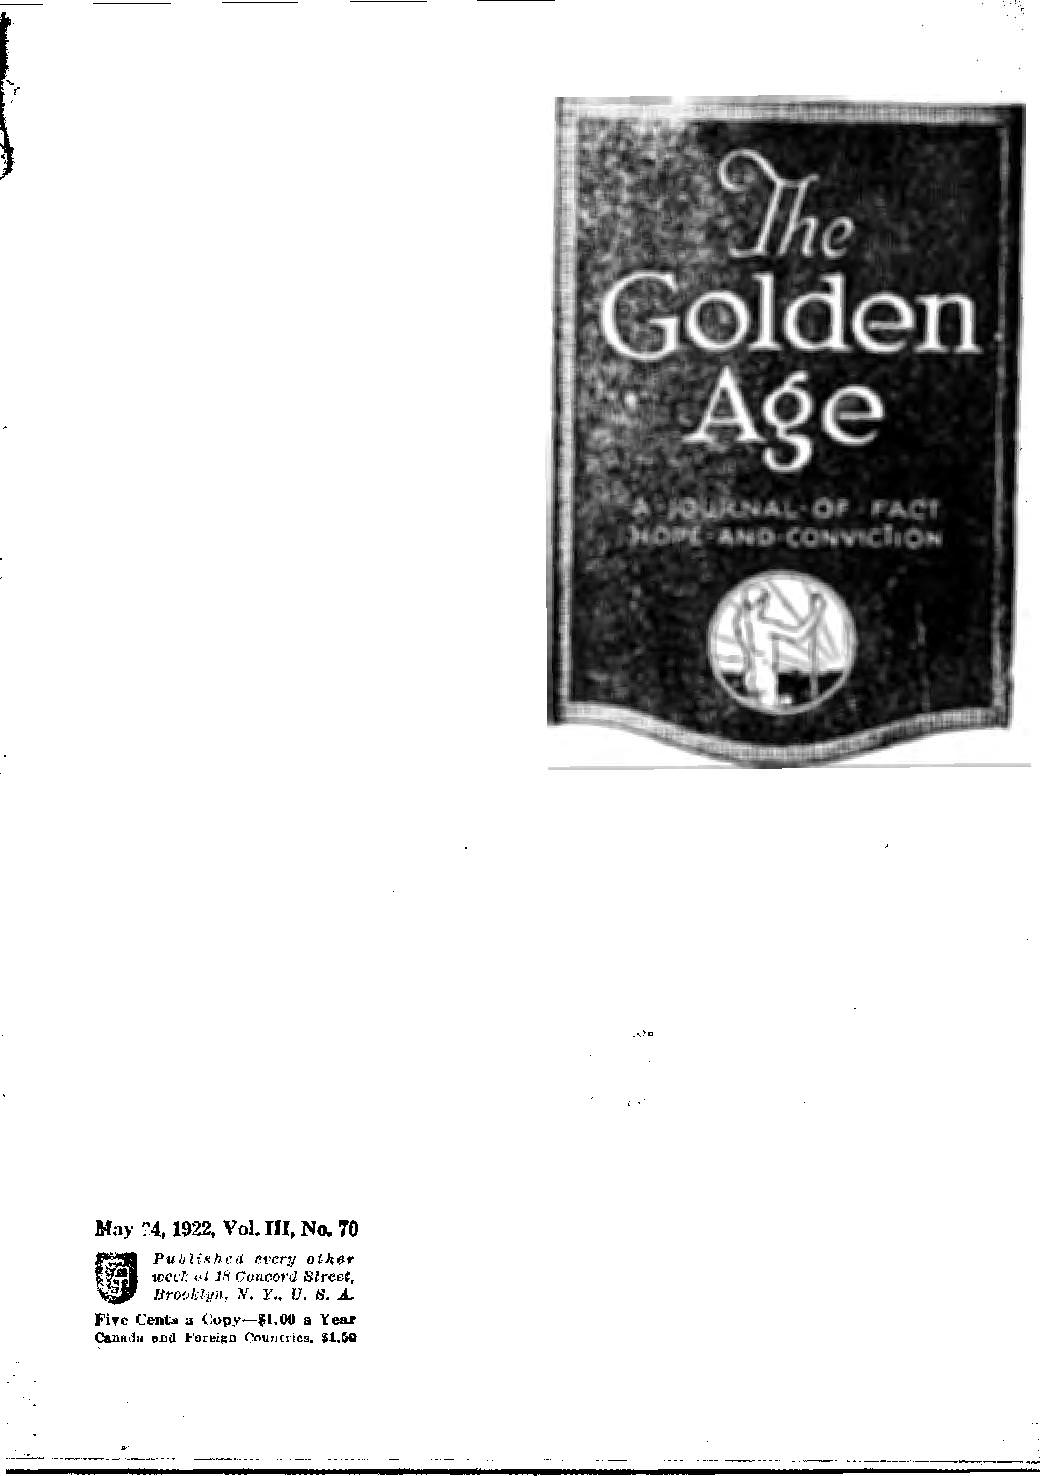 The
Golden
Age
A·JOURNAL·OF·FACT
HOPE·AND·CONVICTION
May 24, 1922, Vol. III, No. 70
Published every other
week at 18 Concord Street,
Brooklyn, N. Y., U. S. A.
Five Cents a Copy—$1.00 a Year
Canada and Foreign Countries, $1.50